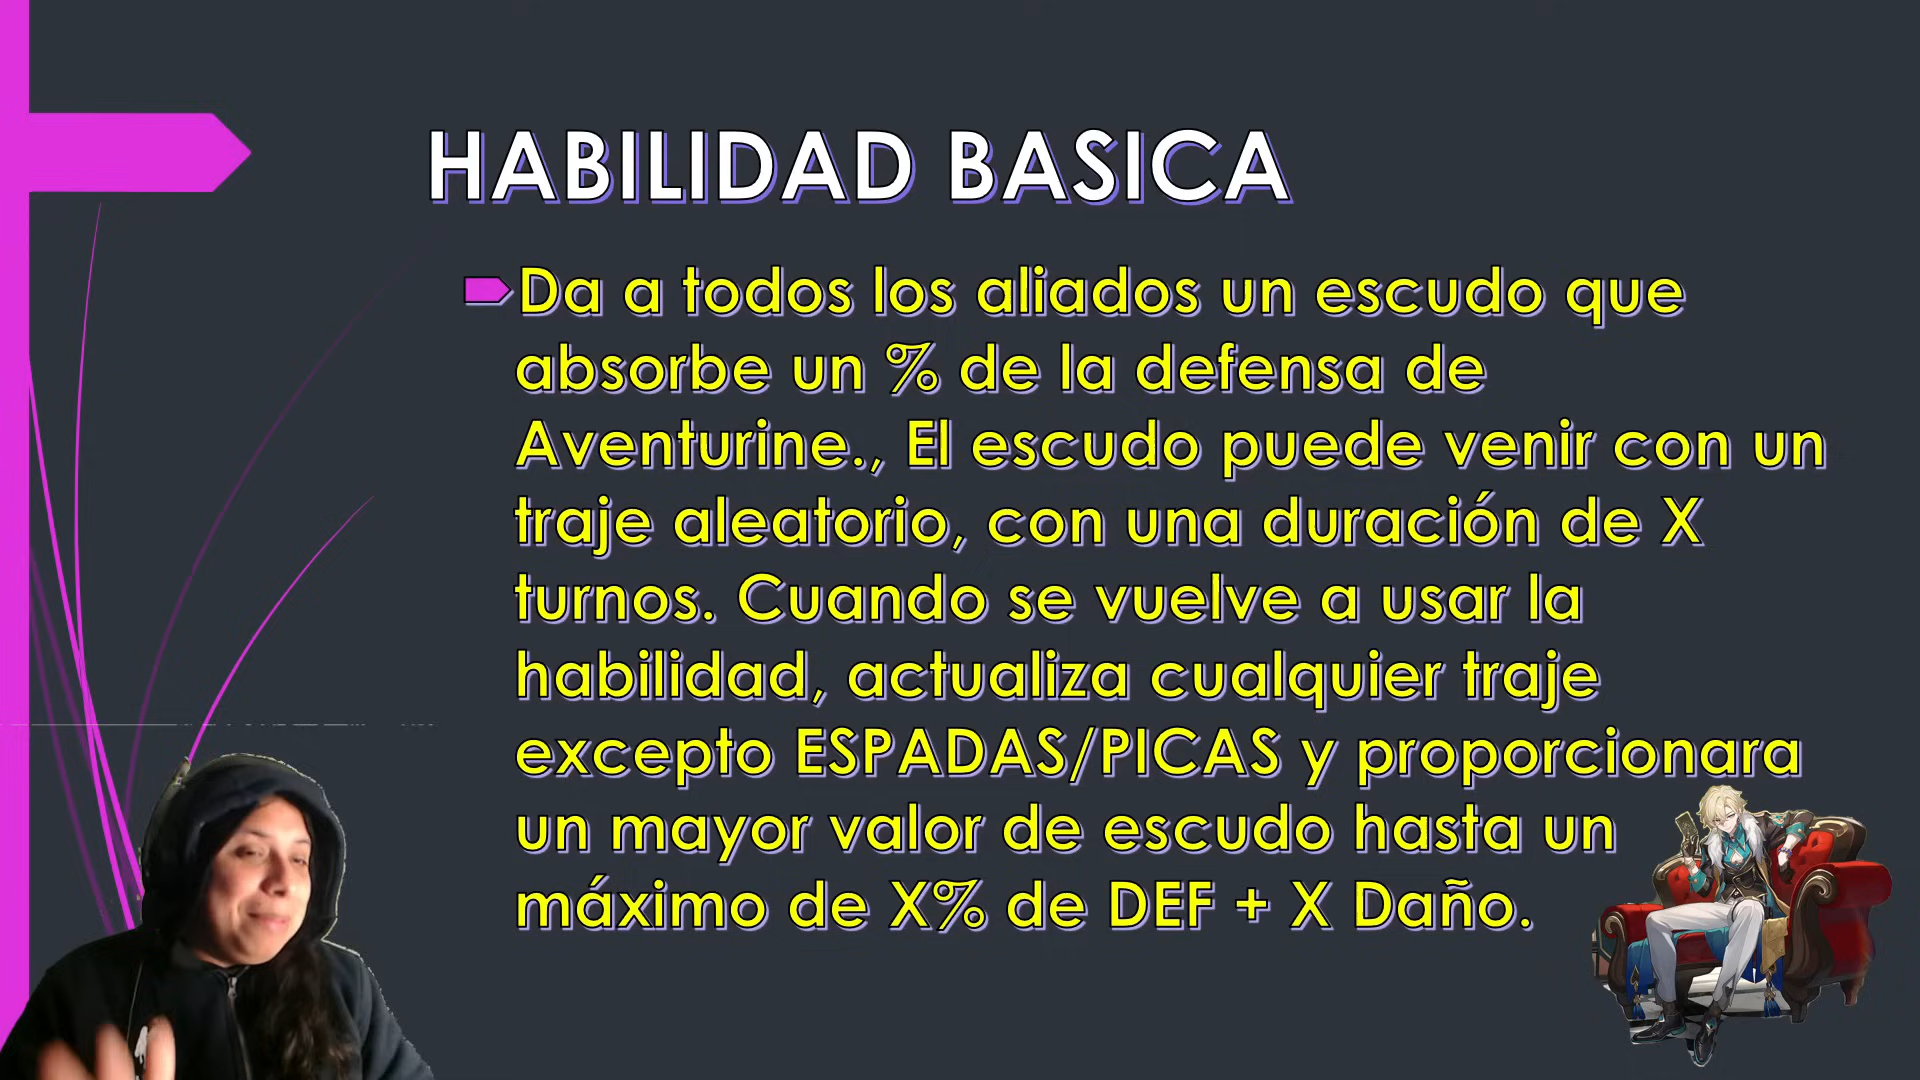 HABILIDAD BASICA
Da a todos los aliados un escudo que
absorbe un % de la defensa de
Aventurine., El escudo puede venir con un
traje aleatorio, con una duración de X
turnos. Cuando se vuelve a usar la
habilidad, actualiza cualquier traje
excepto ESPADAS/PICAS y proporcionara
un mayor valor de escudo hasta un
máximo de X% de DEF + X Daño.